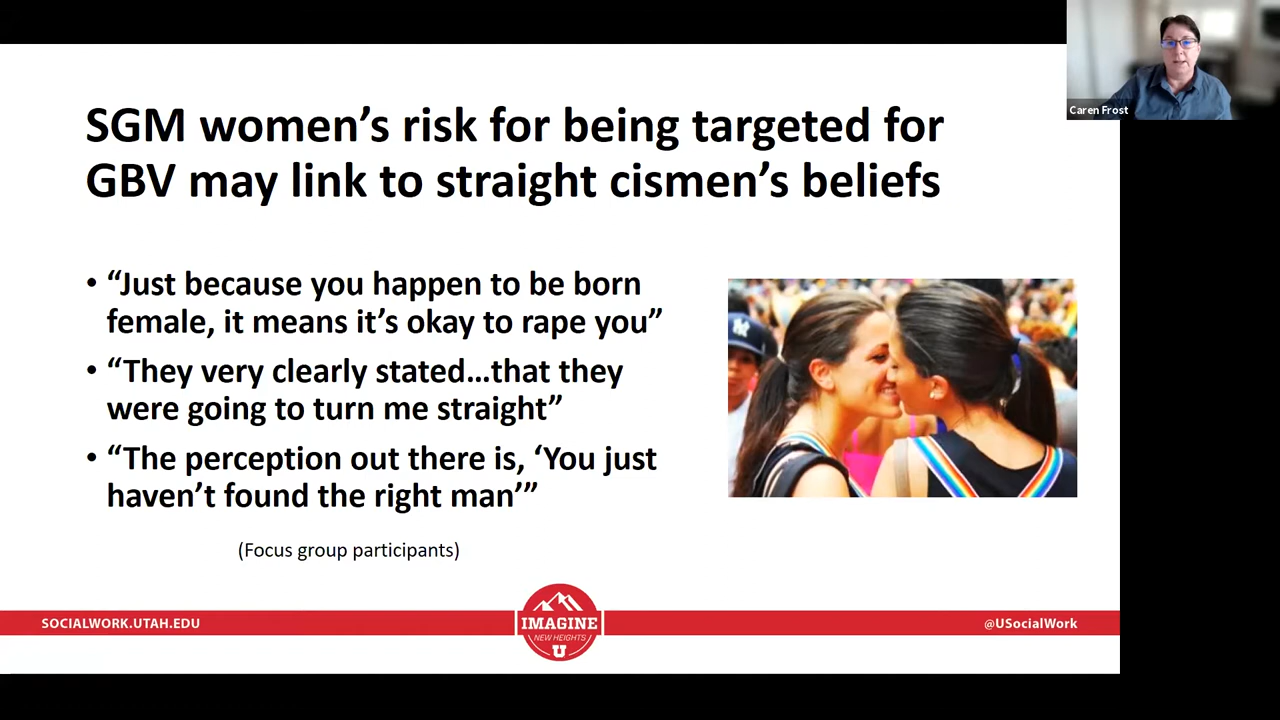 Caren Frost
SGM women’s risk for being targeted for
GBV may link to straight cismen’s beliefs
• “Just because you happen to be born
female, it means it’s okay to rape you”
• “They very clearly stated…that they
were going to turn me straight”
• “The perception out there is, ‘You just
haven’t found the right man’”
(Focus group participants)
SOCIALWORK.UTAH.EDU
IMAGINE
NEW HEIGHTS
U
@USocialWork